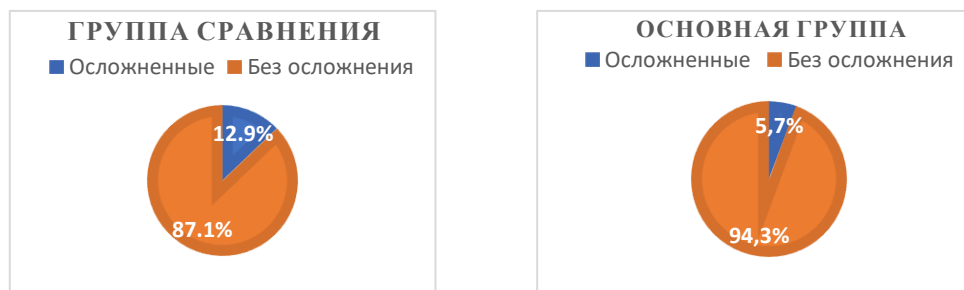 ГРУППА СРАВНЕНИЯ
Осложненные Без осложнения
12.9%
87.1%
ОСНОВНАЯ ГРУППА
Осложненные Без осложнения
5,7%
94,3%